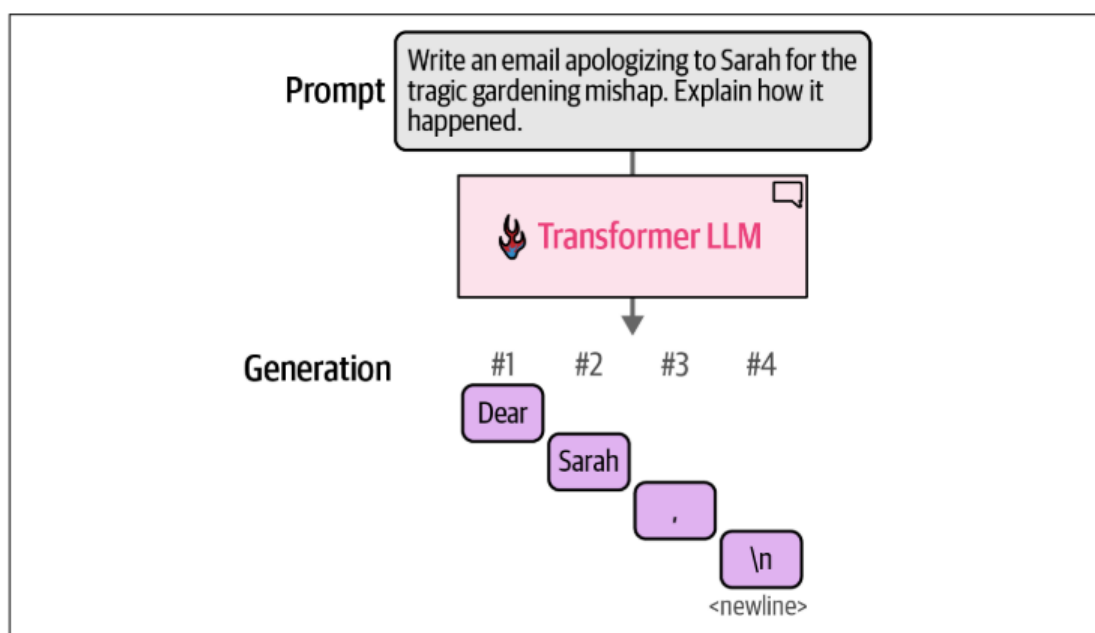 Prompt
Write an email apologizing to Sarah for the
tragic gardening mishap. Explain how it
happened.
Transformer LLM
Generation
#1 #2 #3 #4
Dear
Sarah
,
\n
<newline>